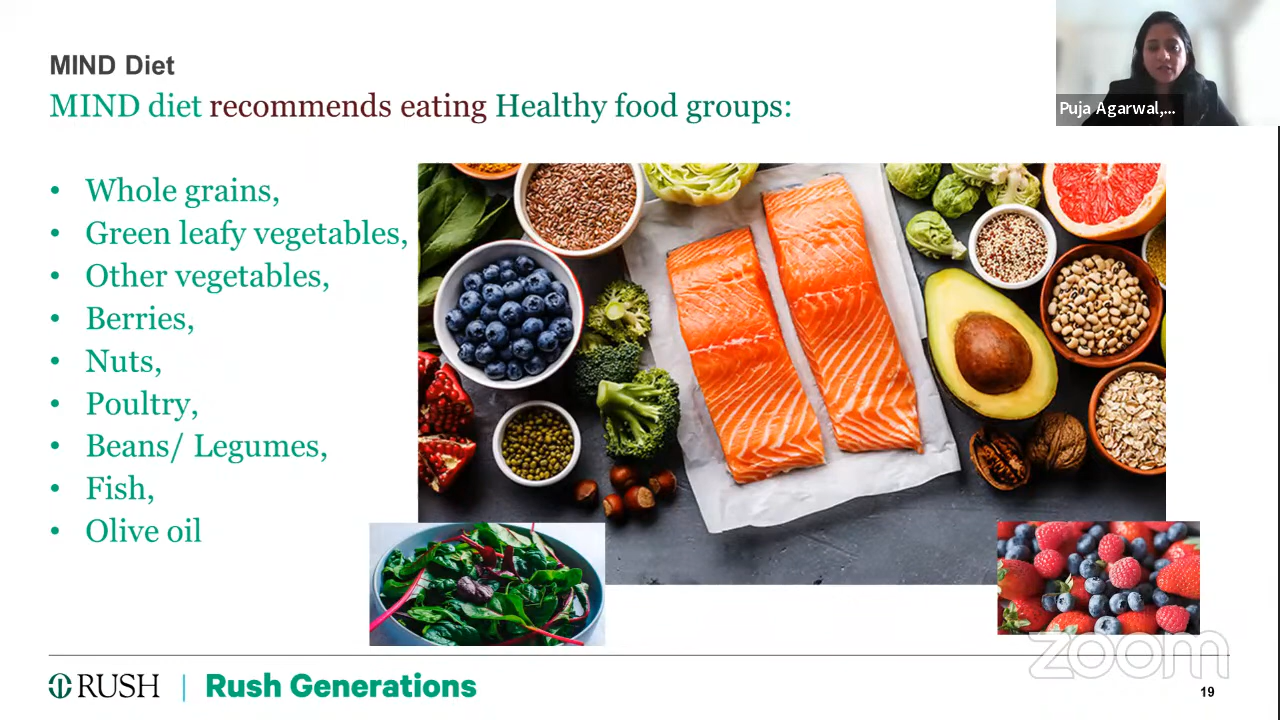 MIND Diet
MIND diet recommends eating Healthy food groups:
• Whole grains,
• Green leafy vegetables,
• Other vegetables,
• Berries,
• Nuts,
• Poultry,
• Beans/ Legumes,
• Fish,
• Olive oil
Puja Agarwal,...
RUSH | Rush Generations
zoom
19